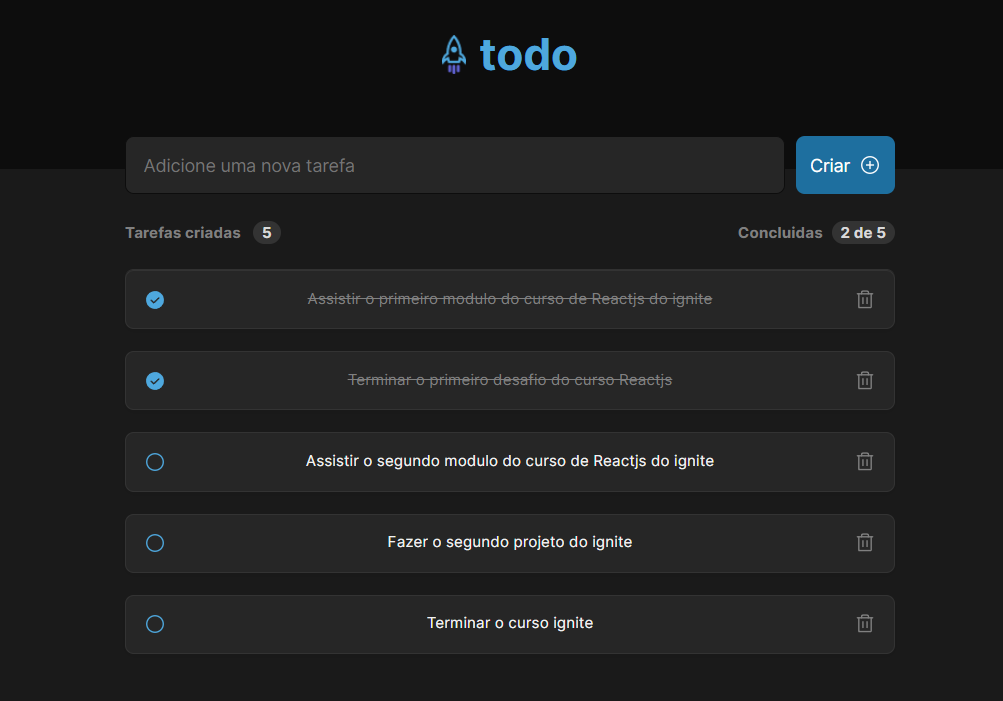 todo
Adicione uma nova tarefa
Criar
Tarefas criadas 5
Concluidas 2 de 5
Assistir o primeiro modulo do curso de Reactjs do ignite
Terminar o primeiro desafio do curso Reactjs
Assistir o segundo modulo do curso de Reactjs do ignite
Fazer o segundo projeto do ignite
Terminar o curso ignite